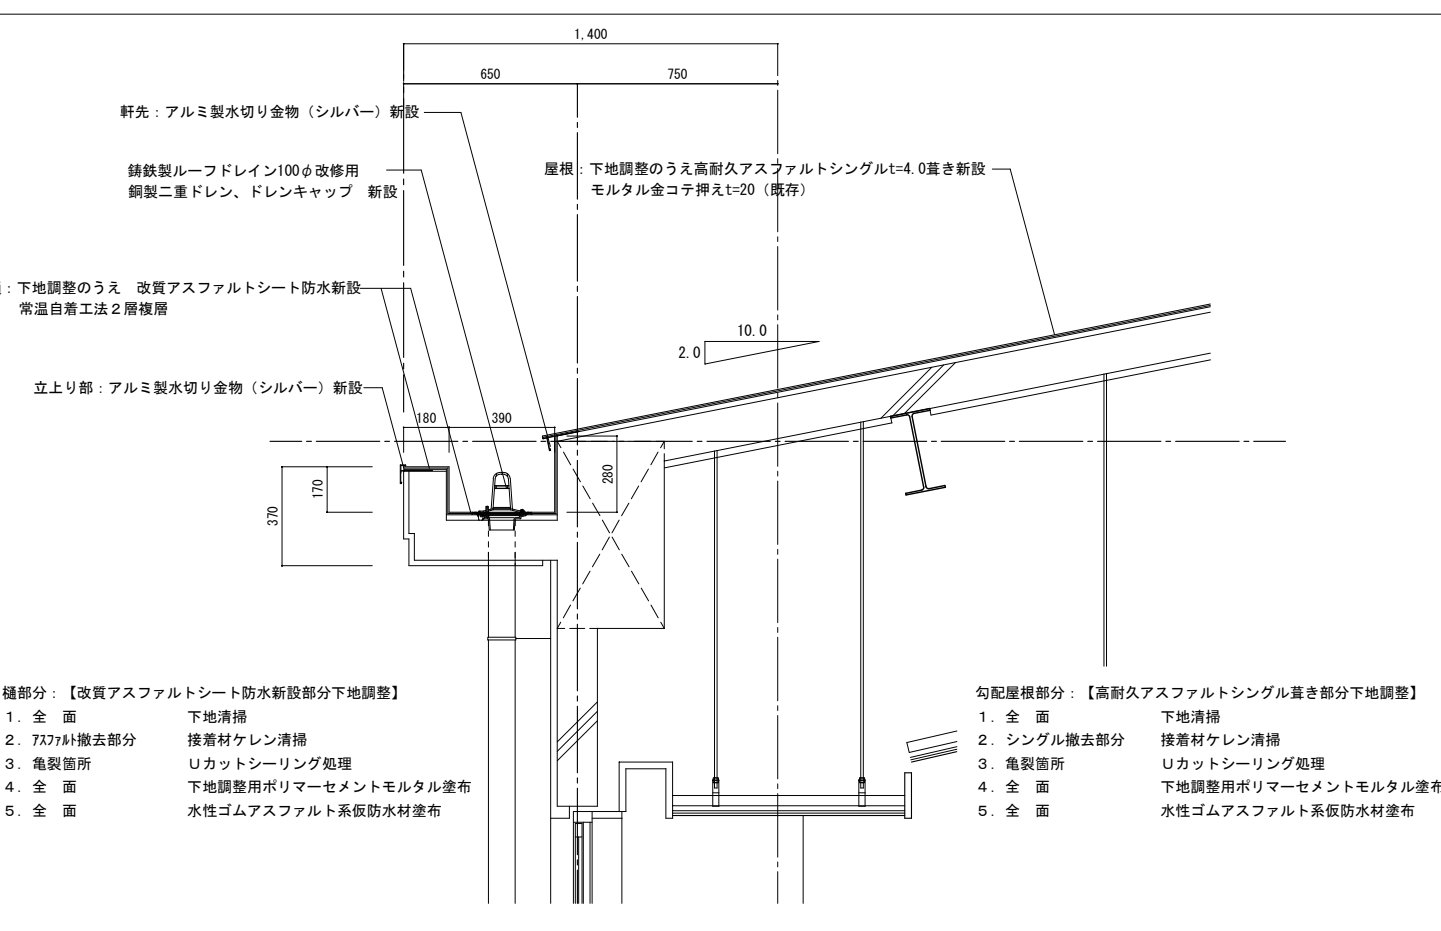 1,400
650
750
軒先：アルミ製水切り金物（シルバー）新設
鋳鉄製ルーフドレイン100φ改修用
銅製二重ドレン、ドレンキャップ　新設
屋根：下地調整のうえ高耐久アスファルトシングルt=4.0葺き新設
モルタル金コテ押えt=20（既存）
：下地調整のうえ　改質アスファルトシート防水新設
常温自着工法２層複層
10.0
2.0
立上り部：アルミ製水切り金物（シルバー）新設
180
390
280
170
370
樋部分：【改質アスファルトシート防水新設部分下地調整】
１．全　面　下地清掃
２．ｱｽﾌｧﾙﾄ撤去部分　接着材ケレン清掃
３．亀裂箇所　Ｕカットシーリング処理
４．全　面　下地調整用ポリマーセメントモルタル塗布
５．全　面　水性ゴムアスファルト系仮防水材塗布
勾配屋根部分：【高耐久アスファルトシングル葺き部分下地調整】
１．全　面　下地清掃
２．シングル撤去部分　接着材ケレン清掃
３．亀裂箇所　Ｕカットシーリング処理
４．全　面　下地調整用ポリマーセメントモルタル塗布
５．全　面　水性ゴムアスファルト系仮防水材塗布